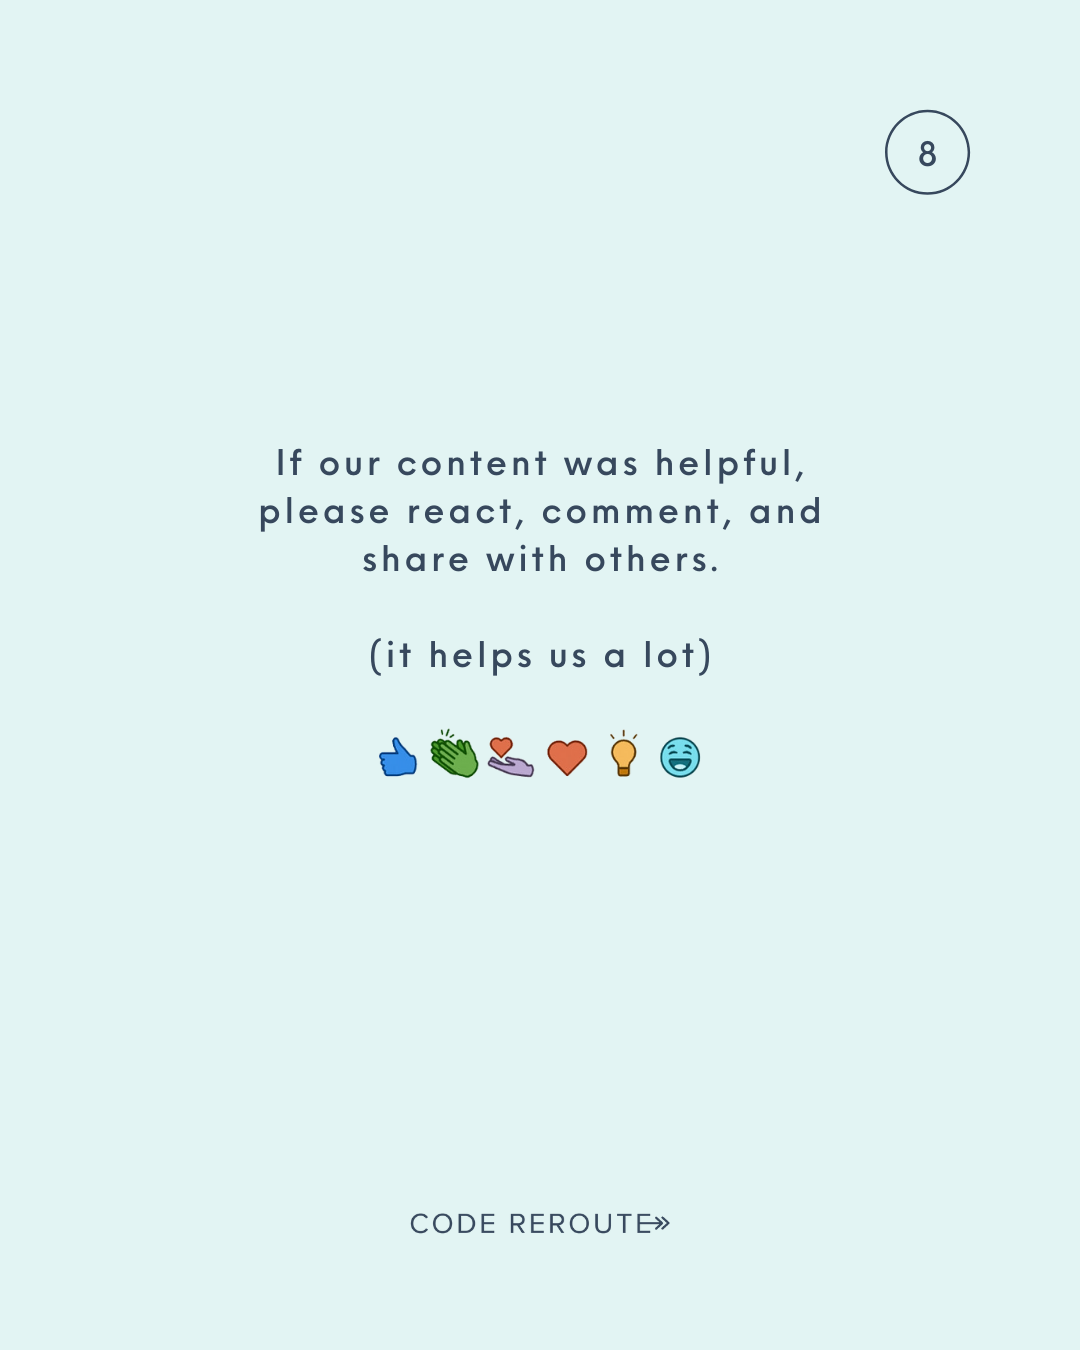 8
If our content was helpful,
please react, comment, and
share with others.
(it helps us a lot)
CODE REROUTE